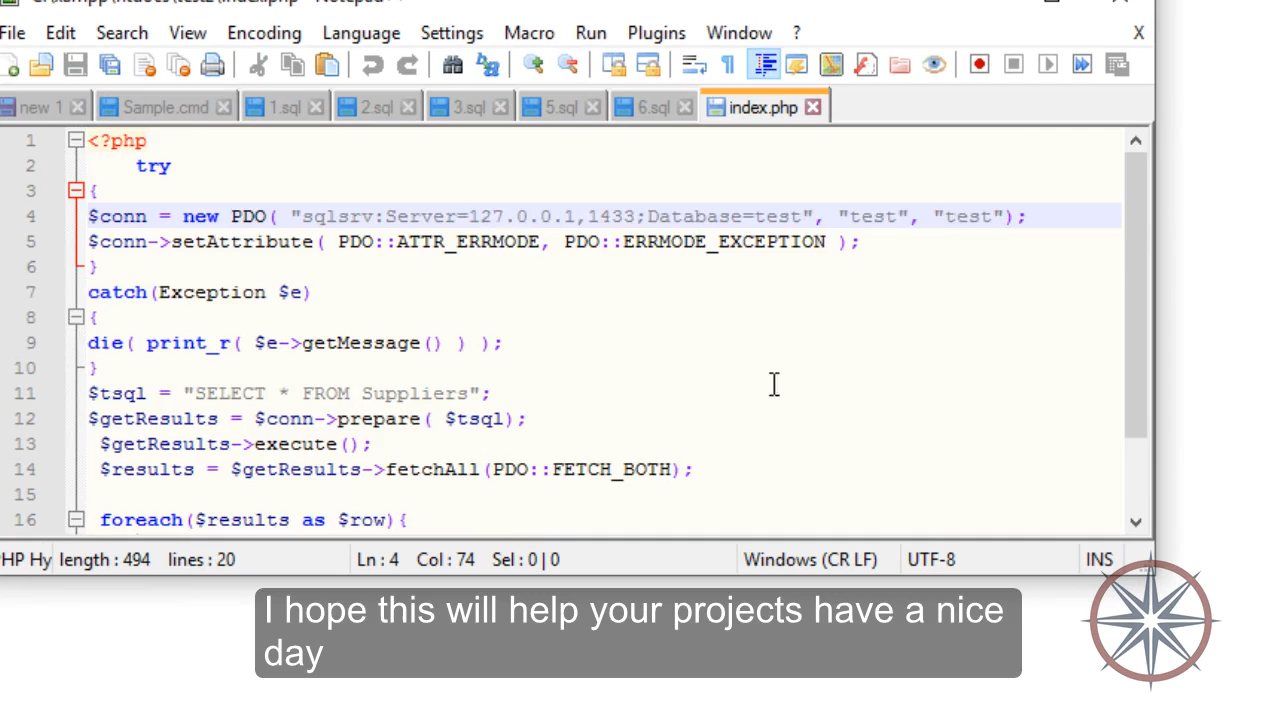 File Edit Search View Encoding Language Settings Macro Run Plugins Window ? X
new 1 Sample.cmd 1.sql 2.sql 3.sql 5.sql 6.sql index.php
1 <?php
2 try
3 {
4 $conn = new PDO( "sqlsrv:Server=127.0.0.1,1433;Database=test", "test", "test");
5 $conn->setAttribute( PDO::ATTR_ERRMODE, PDO::ERRMODE_EXCEPTION );
6 }
7 catch(Exception $e)
8 {
9 die( print_r( $e->getMessage() ) );
10 }
11 $tsql = "SELECT * FROM Suppliers";
12 $getResults = $conn->prepare( $tsql);
13 $getResults->execute();
14 $results = $getResults->fetchAll(PDO::FETCH_BOTH);
15
16 foreach($results as $row){
PHP Hy length : 494 lines : 20 Ln : 4 Col : 74 Sel : 0 | 0 Windows (CR LF) UTF-8 INS
I hope this will help your projects have a nice
day